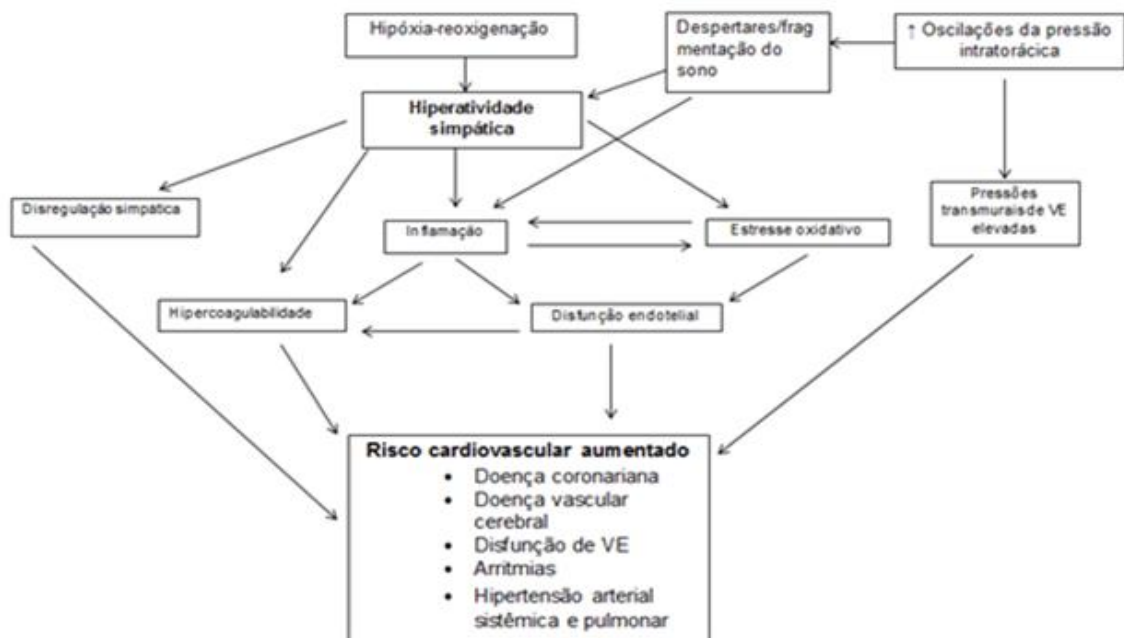 Hipóxia-reoxigenação
Despertares/frag
mentação do
sono
↑ Oscilações da pressão
intratorácica
Hiperatividade
simpática
Disregulação simpática
Inflamação
Estresse oxidativo
Pressões
transmurais de VE
elevadas
Hipercoagulabilidade
Disfunção endotelial
Risco cardiovascular aumentado
• Doença coronariana
• Doença vascular
cerebral
• Disfunção de VE
• Arritmias
• Hipertensão arterial
sistêmica e pulmonar